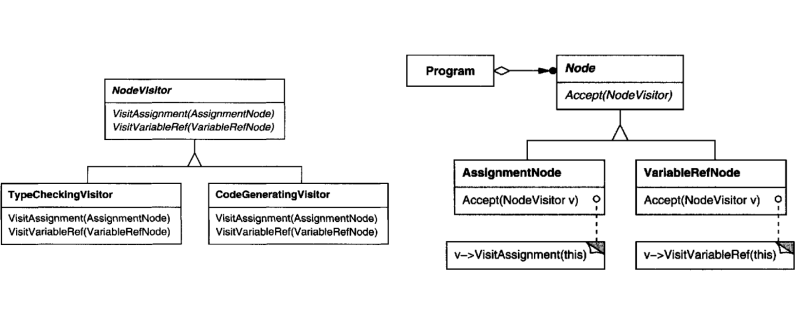 NodeVisitor
VisitAssignment(AssignmentNode)
VisitVariableRef(VariableRefNode)
TypeCheckingVisitor
VisitAssignment(AssignmentNode)
VisitVariableRef(VariableRefNode)
CodeGeneratingVisitor
VisitAssignment(AssignmentNode)
VisitVariableRef(VariableRefNode)
Program
Node
Accept(NodeVisitor)
AssignmentNode
Accept(NodeVisitor v)
v->VisitAssignment(this)
VariableRefNode
Accept(NodeVisitor v)
v->VisitVariableRef(this)